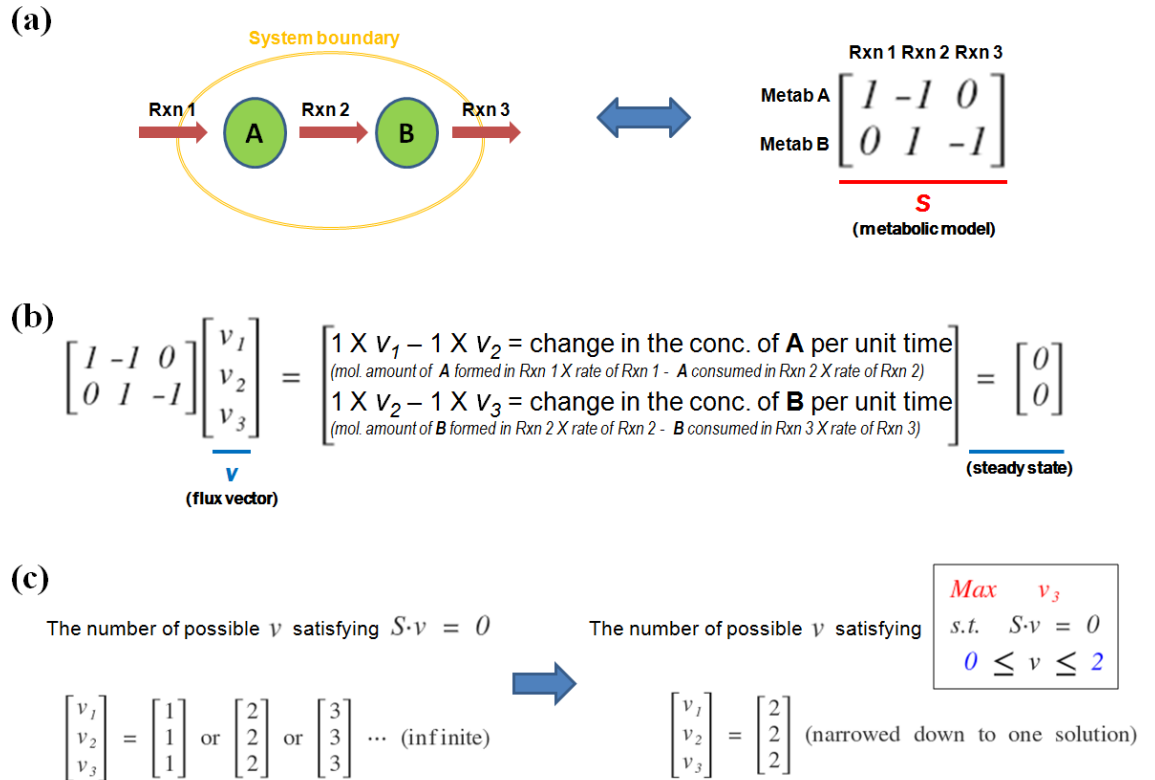 (a)
System boundary
Rxn 1 Rxn 2 Rxn 3
A B
Rxn 1 Rxn 2 Rxn 3
Metab A 1 -1 0
Metab B 0 1 -1
S
(metabolic model)
(b)
[1 -1 0
0 1 -1]
[v₁
v₂
v₃]
v
(flux vector)
=
1 X v₁ – 1 X v₂ = change in the conc. of A per unit time
(mol. amount of A formed in Rxn 1 X rate of Rxn 1 - A consumed in Rxn 2 X rate of Rxn 2)
1 X v₂ – 1 X v₃ = change in the conc. of B per unit time
(mol. amount of B formed in Rxn 2 X rate of Rxn 2 - B consumed in Rxn 3 X rate of Rxn 3)
=
[0
0]
(steady state)
(c)
The number of possible v satisfying S·v = 0
[v₁ [1 [2 [3
v₂ = 1 or 2 or 3 ··· (infinite)
v₃] 1] 2] 3]
The number of possible v satisfying
Max v₃
s.t. S·v = 0
0 ≤ v ≤ 2
[v₁ [2
v₂ = 2 (narrowed down to one solution)
v₃] 2]